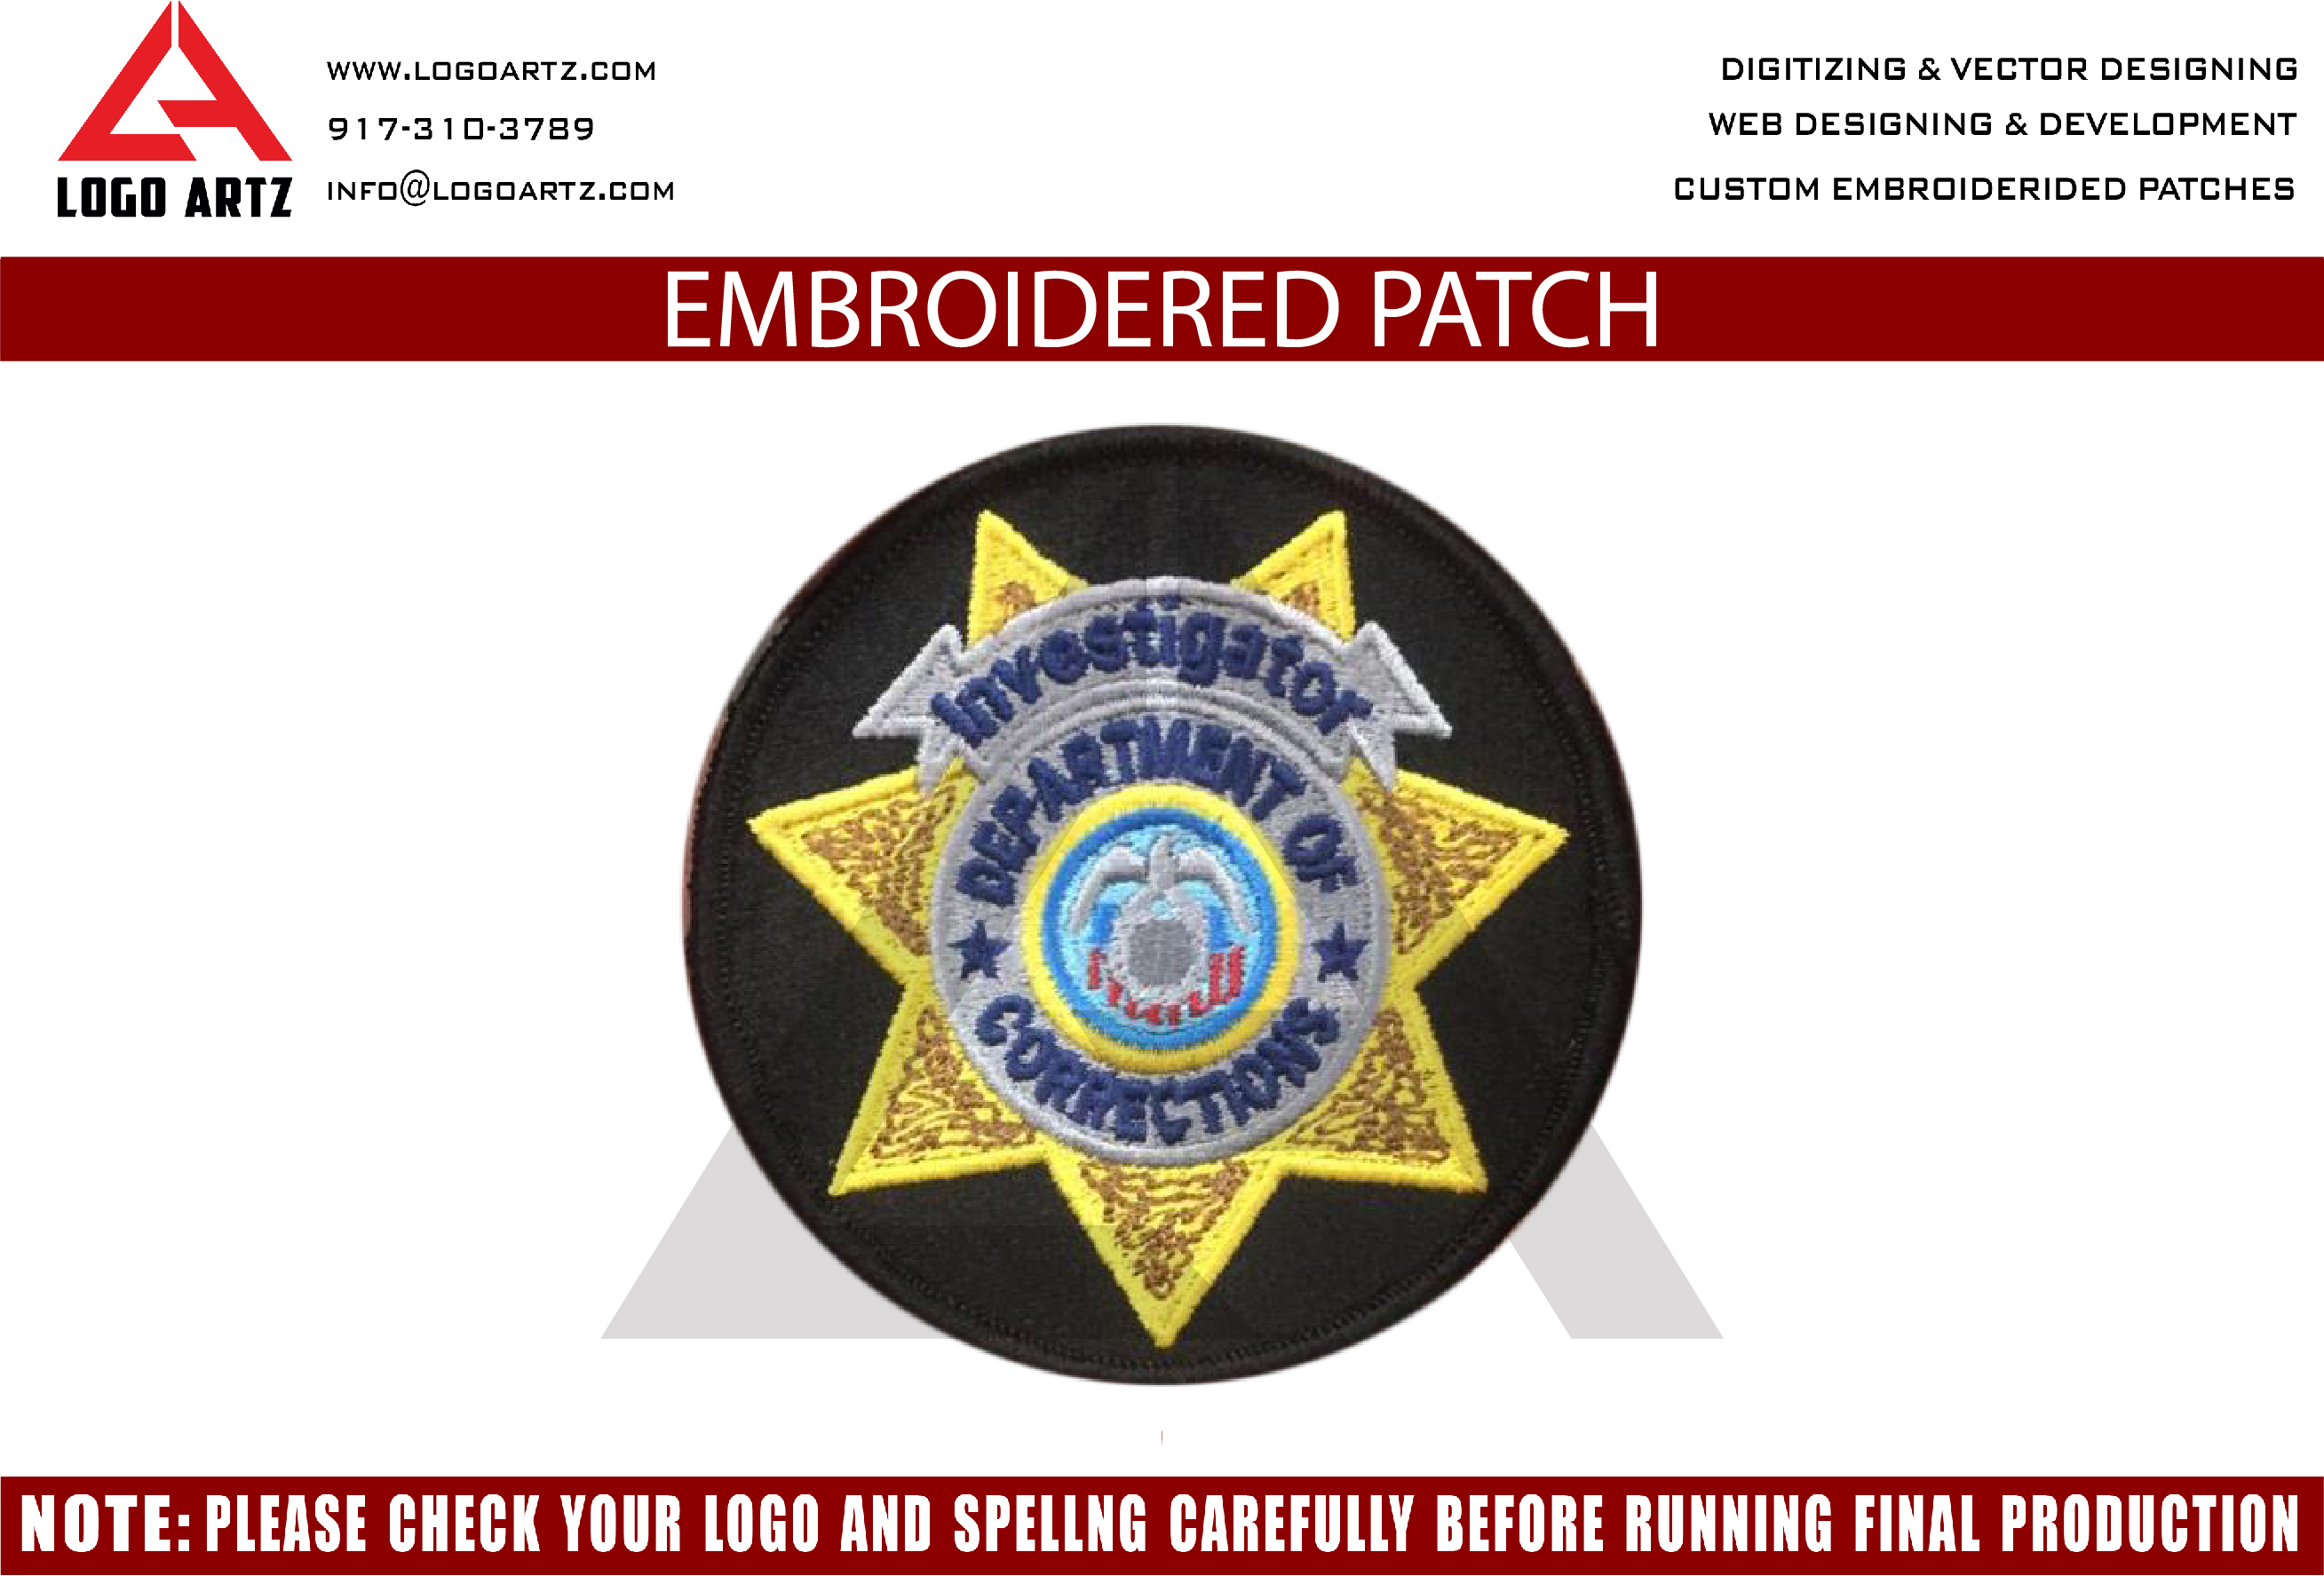 LOGO ARTZ
WWW.LOGOARTZ.COM
917-310-3789
INFO@LOGOARTZ.COM
DIGITIZING & VECTOR DESIGNING
WEB DESIGNING & DEVELOPMENT
CUSTOM EMBROIDERIDED PATCHES
EMBROIDERED PATCH
Investigator
DEPARTMENT OF
CORRECTIONS
NOTE: PLEASE CHECK YOUR LOGO AND SPELLNG CAREFULLY BEFORE RUNNING FINAL PRODUCTION